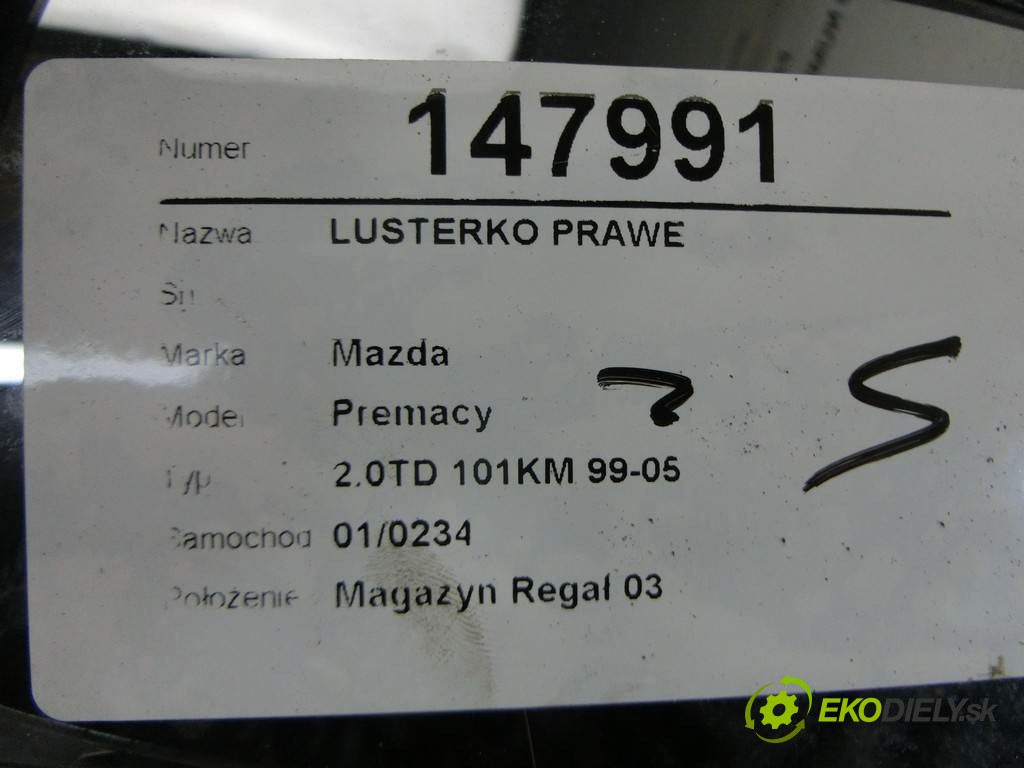 Numer 147991
Nazwa LUSTERKO PRAWE
Marka Mazda
Model Premacy
Typ 2.0TD 101KM 99-05
Samochod 01/0234
Położenie Magazyn Regał 03
EKODIELY.sk